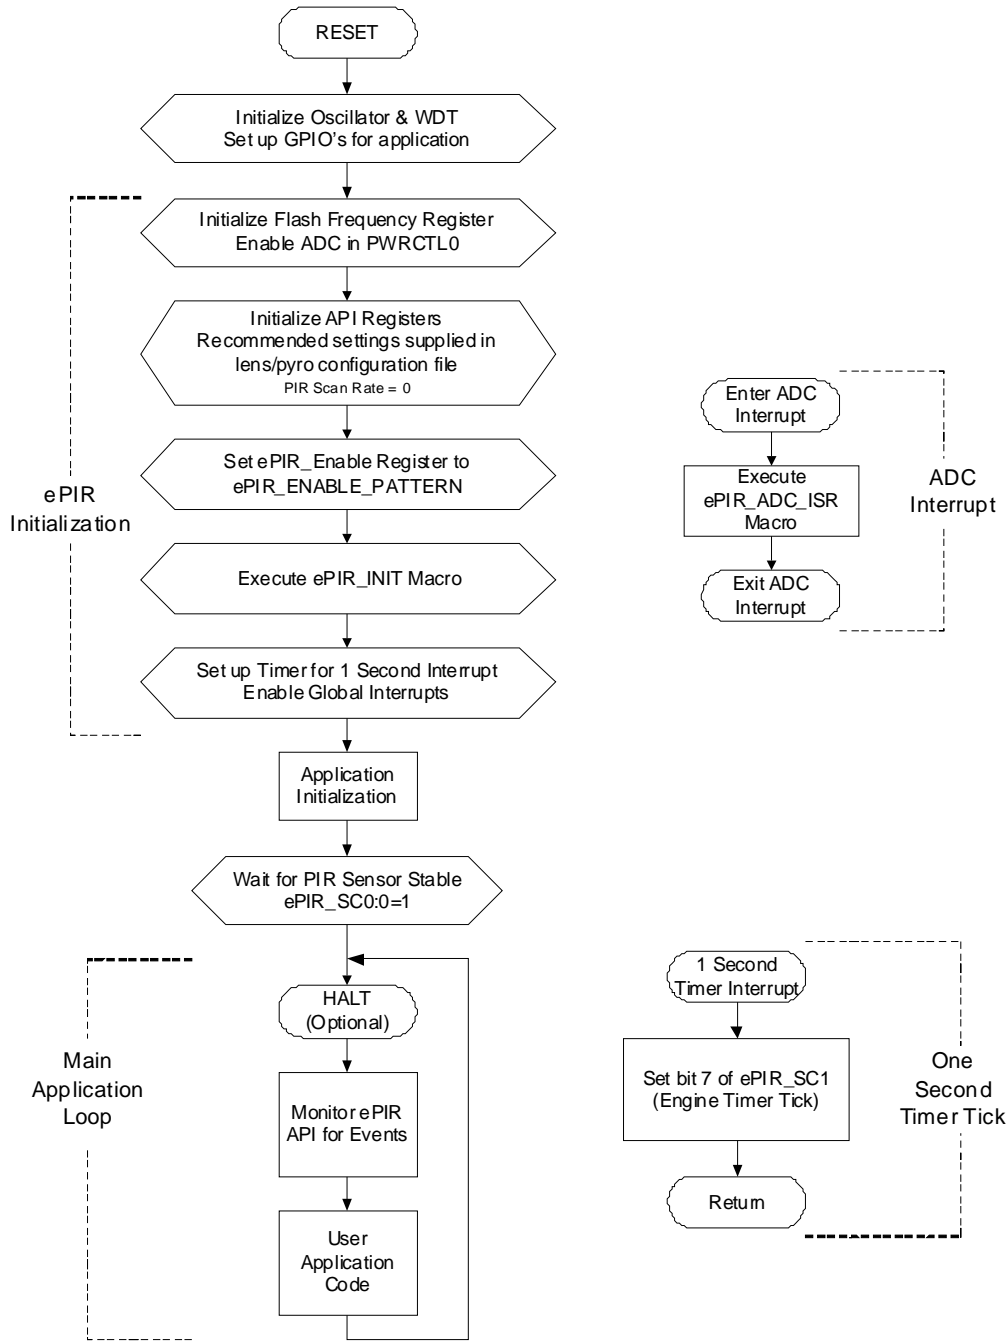 RESET
Initialize Oscillator & WDT
Set up GPIO's for application
Initialize Flash Frequency Register
Enable ADC in PWRCTL0
Initialize API Registers
Recommended settings supplied in
lens/pyro configuration file
PIR Scan Rate = 0
Set ePIR_Enable Register to
ePIR_ENABLE_PATTERN
ePIR
Initialization
Execute ePIR_INIT Macro
Set up Timer for 1 Second Interrupt
Enable Global Interrupts
Application
Initialization
Wait for PIR Sensor Stable
ePIR_SC0:0=1
HALT
(Optional)
Main
Application
Loop
Monitor ePIR
API for Events
User
Application
Code
Enter ADC
Interrupt
Execute
ePIR_ADC_ISR
Macro
Exit ADC
Interrupt
ADC
Interrupt
1 Second
Timer Interrupt
Set bit 7 of ePIR_SC1
(Engine Timer Tick)
Return
One
Second
Timer Tick